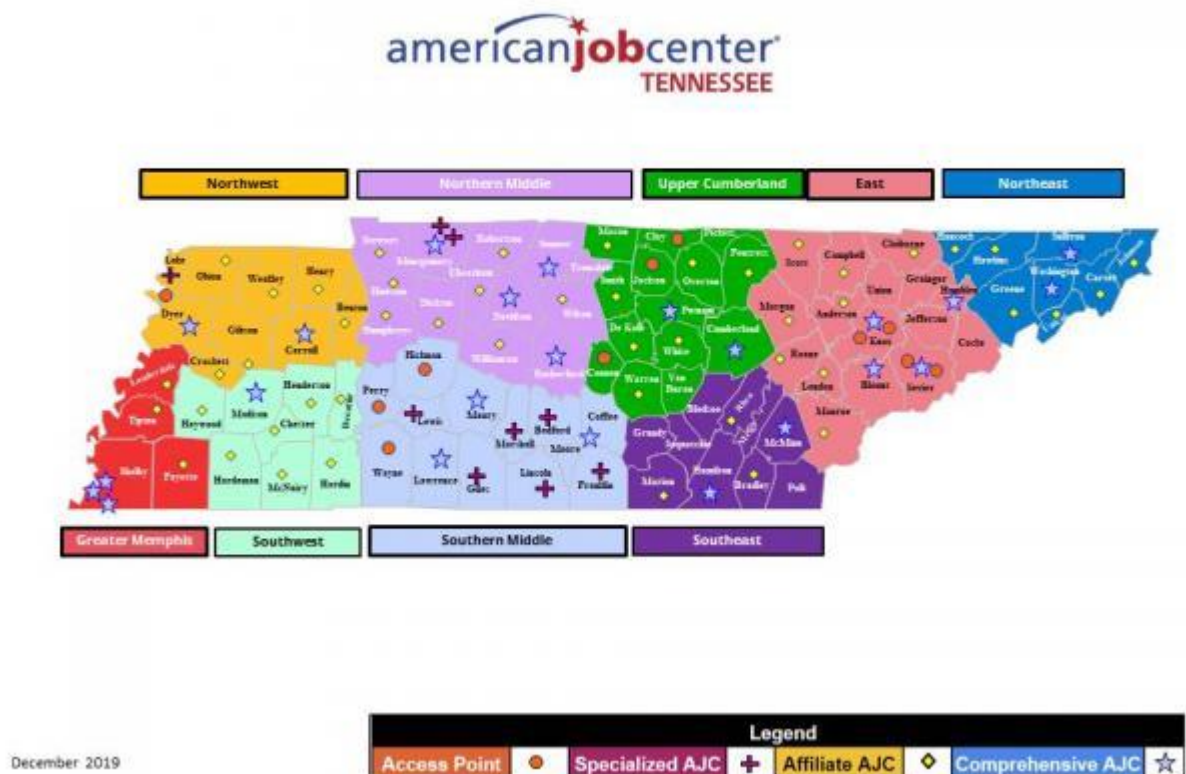 americanjobcenter®
TENNESSEE
Northwest
Northern Middle
Upper Cumberland
East
Northeast
Lake
Obion
Weakley
Henry
Dyer
Gibson
Carroll
Benton
Crockett
Stewart
Montgomery
Robertson
Sumner
Cheatham
Dickson
Davidson
Wilson
Williamson
Rutherford
Macon
Clay
Pickett
Smith
Jackson
Overton
Fentress
Putnam
De Kalb
White
Cumberland
Cannon
Warren
Van
Buren
Scott
Campbell
Claiborne
Morgan
Anderson
Union
Grainger
Hamblen
Jefferson
Knox
Cocke
Roane
Loudon
Blount
Sevier
Monroe
Hancock
Hawkins
Sullivan
Greene
Washington
Carter
Lauderdale
Tipton
Shelby
Fayette
Haywood
Madison
Henderson
Decatur
Chester
Hardeman
McNairy
Hardin
Hickman
Perry
Lewis
Maury
Bedford
Coffee
Marshall
Moore
Wayne
Lawrence
Giles
Lincoln
Franklin
Bledsoe
Rhea
Grundy
McMinn
Hamilton
Marion
Bradley
Polk
Greater Memphis
Southwest
Southern Middle
Southeast
Legend
Access Point
Specialized AJC
Affiliate AJC
Comprehensive AJC
December 2019